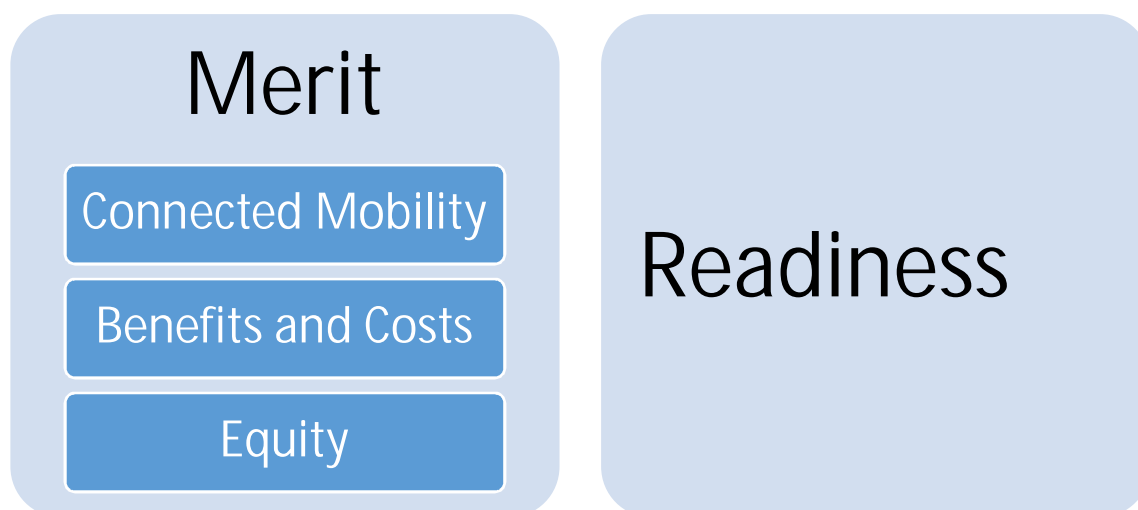 Merit
Connected Mobility
Benefits and Costs
Equity
Readiness